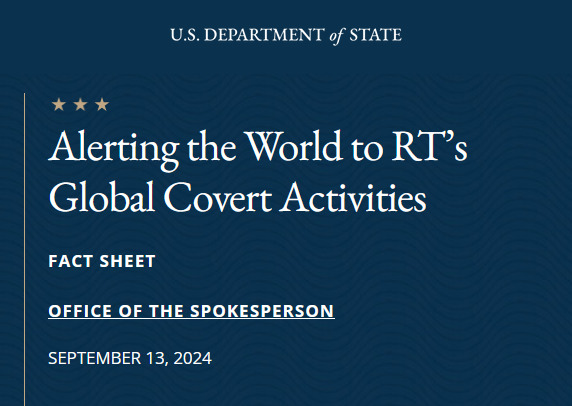 U.S. DEPARTMENT of STATE
Alerting the World to RT’s
Global Covert Activities
FACT SHEET
OFFICE OF THE SPOKESPERSON
SEPTEMBER 13, 2024